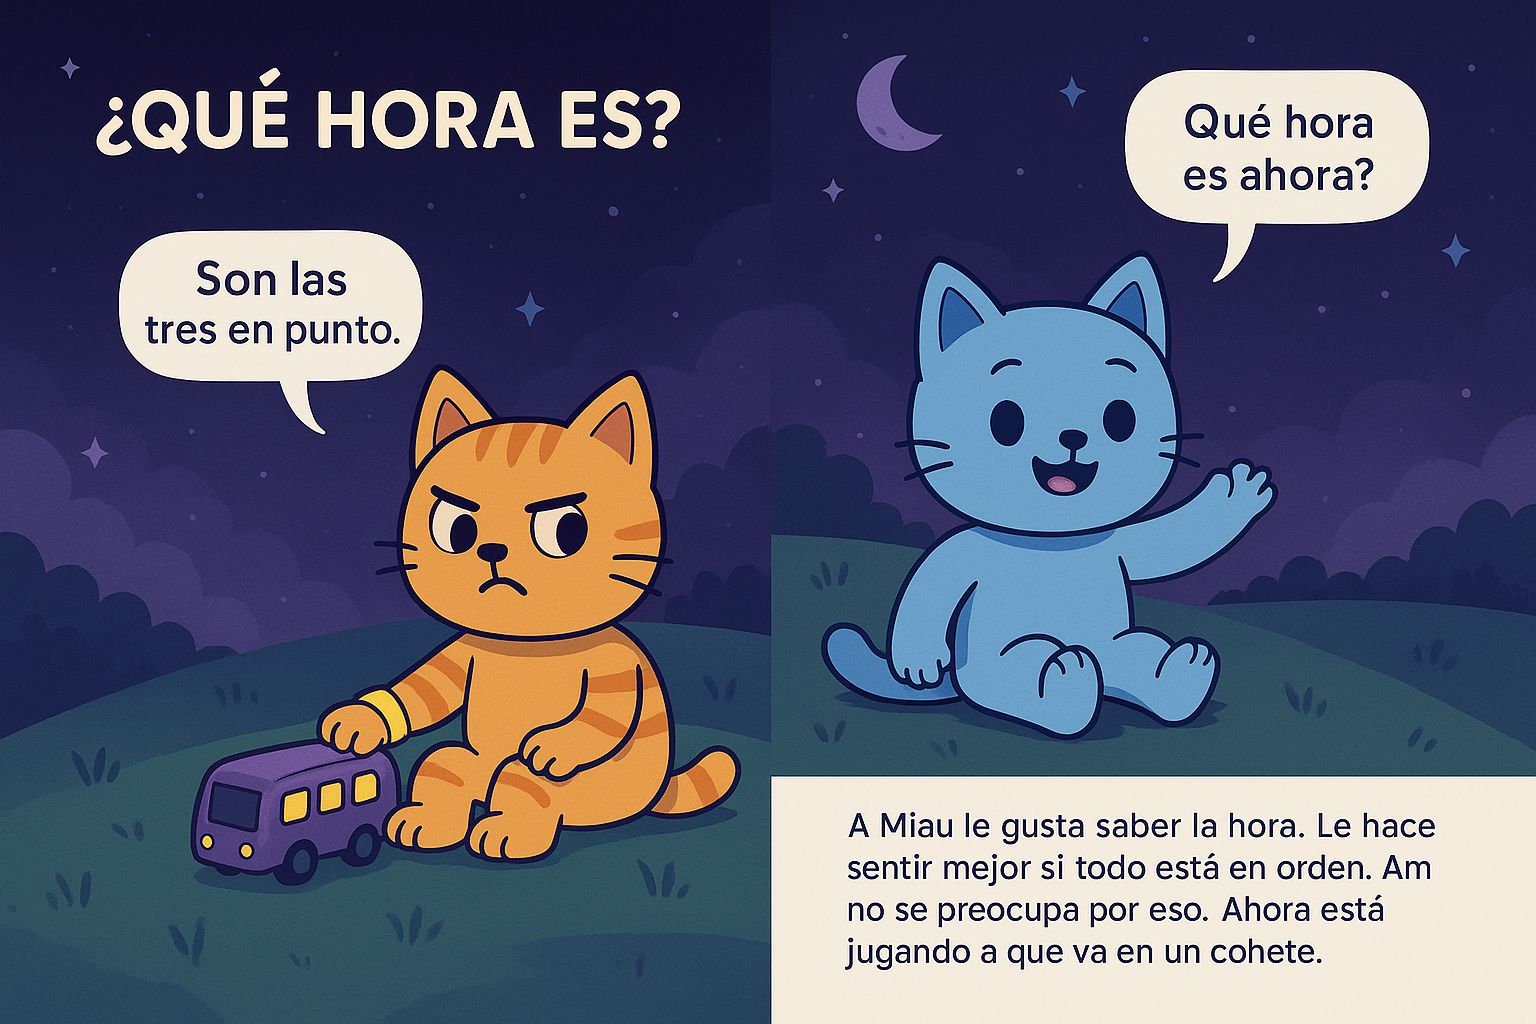 ¿QUÉ HORA ES?
Son las
tres en punto.
Qué hora
es ahora?
A Miau le gusta saber la hora. Le hace
sentir mejor si todo está en orden. Am
no se preocupa por eso. Ahora está
jugando a que va en un cohete.